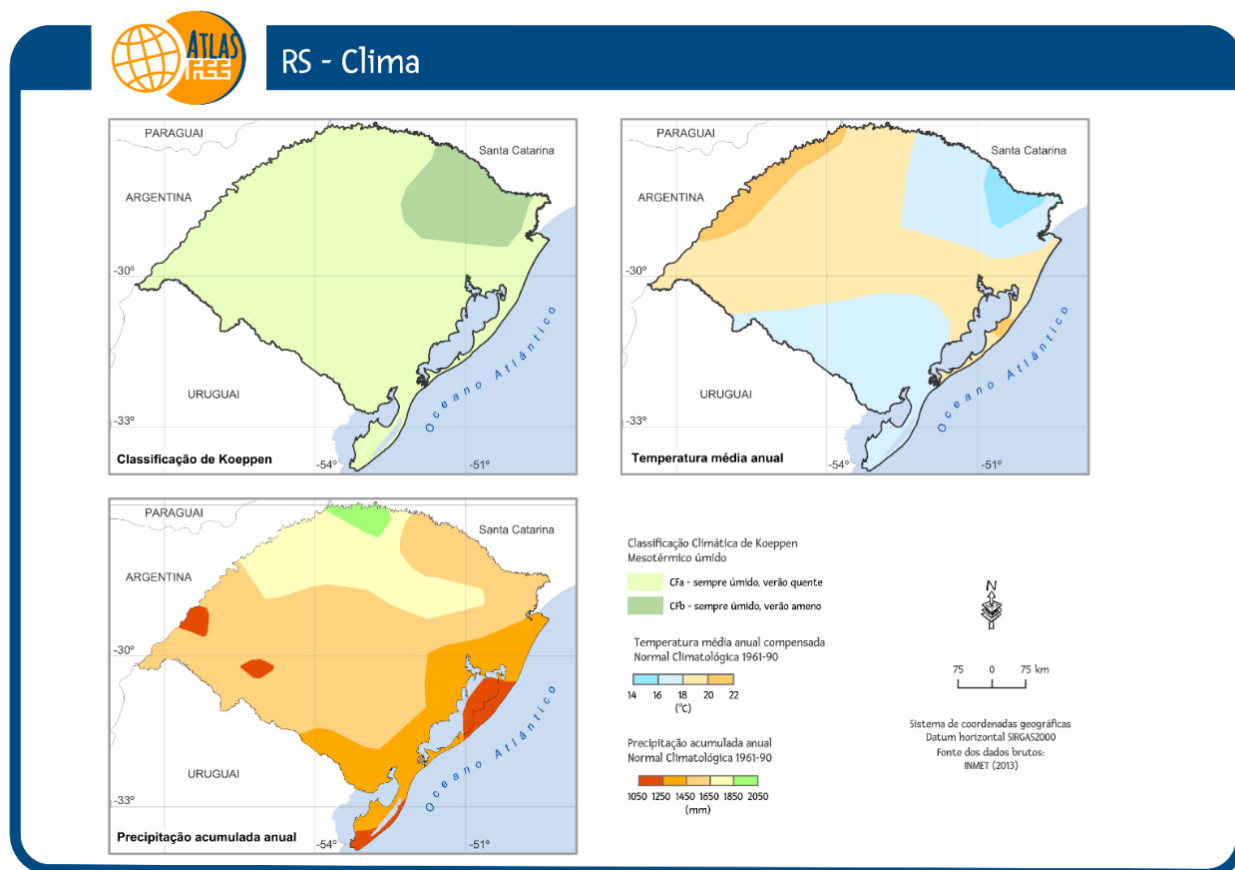 ATLAS
FEE
RS - Clima
PARAGUAI
Santa Catarina
ARGENTINA
-30º
URUGUAI
Oceano Atlântico
-33º
-54º
-51º
Classificação de Koeppen
PARAGUAI
Santa Catarina
ARGENTINA
-30º
URUGUAI
Oceano Atlântico
-33º
-54º
-51º
Temperatura média anual
PARAGUAI
Santa Catarina
ARGENTINA
-30º
URUGUAI
Oceano Atlântico
-33º
-54º
-51º
Precipitação acumulada anual
Classificação Climática de Koeppen
Mesotérmico úmido
Cfa - sempre úmido, verão quente
Cfb - sempre úmido, verão ameno
Temperatura média anual compensada
Normal Climatológica 1961-90
14 16 18 20 22
(°C)
Precipitação acumulada anual
Normal Climatológica 1961-90
1050 1250 1450 1650 1850 2050
(mm)
N
75 0 75 km
Sistema de coordenadas geográficas
Datum horizontal SIRGAS2000
Fonte dos dados brutos:
INMET (2013)